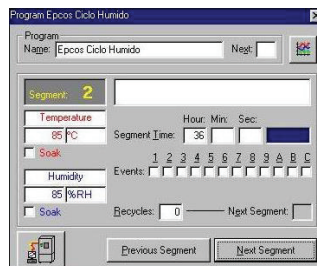 Program Epcos Ciclo Humido
Program
Name: Epcos Ciclo Humido Next:
Segment: 2
Temperature
85 °C
Soak
Humidity
85 %RH
Soak
Hour: Min: Sec:
Segment Time: 36
1 2 3 4 5 6 7 8 9 A B C
Events:
Recycles: 0 Next Segment:
Previous Segment Next Segment